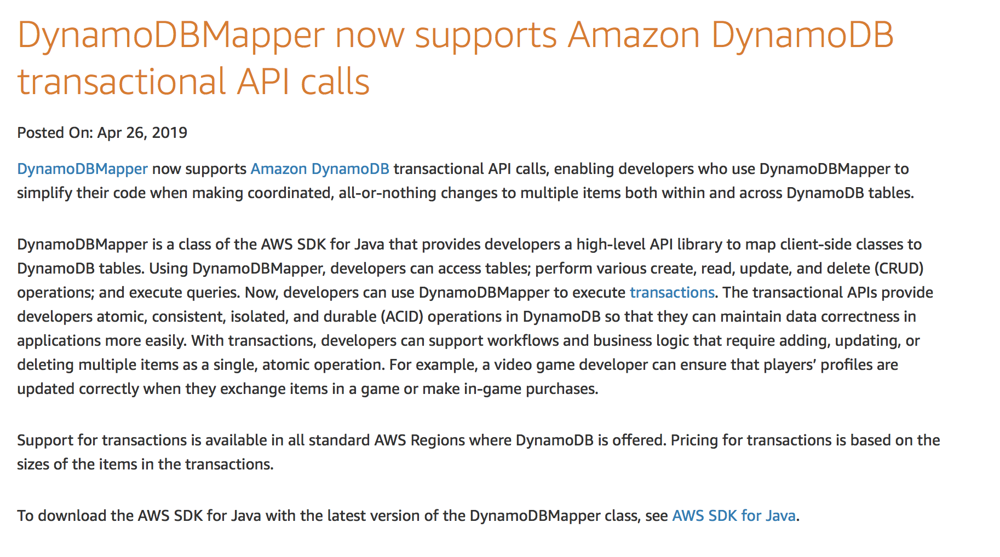 DynamoDBMapper now supports Amazon DynamoDB
transactional API calls
Posted On: Apr 26, 2019
DynamoDBMapper now supports Amazon DynamoDB transactional API calls, enabling developers who use DynamoDBMapper to
simplify their code when making coordinated, all-or-nothing changes to multiple items both within and across DynamoDB tables.
DynamoDBMapper is a class of the AWS SDK for Java that provides developers a high-level API library to map client-side classes to
DynamoDB tables. Using DynamoDBMapper, developers can access tables; perform various create, read, update, and delete (CRUD)
operations; and execute queries. Now, developers can use DynamoDBMapper to execute transactions. The transactional APIs provide
developers atomic, consistent, isolated, and durable (ACID) operations in DynamoDB so that they can maintain data correctness in
applications more easily. With transactions, developers can support workflows and business logic that require adding, updating, or
deleting multiple items as a single, atomic operation. For example, a video game developer can ensure that players’ profiles are
updated correctly when they exchange items in a game or make in-game purchases.
Support for transactions is available in all standard AWS Regions where DynamoDB is offered. Pricing for transactions is based on the
sizes of the items in the transactions.
To download the AWS SDK for Java with the latest version of the DynamoDBMapper class, see AWS SDK for Java.